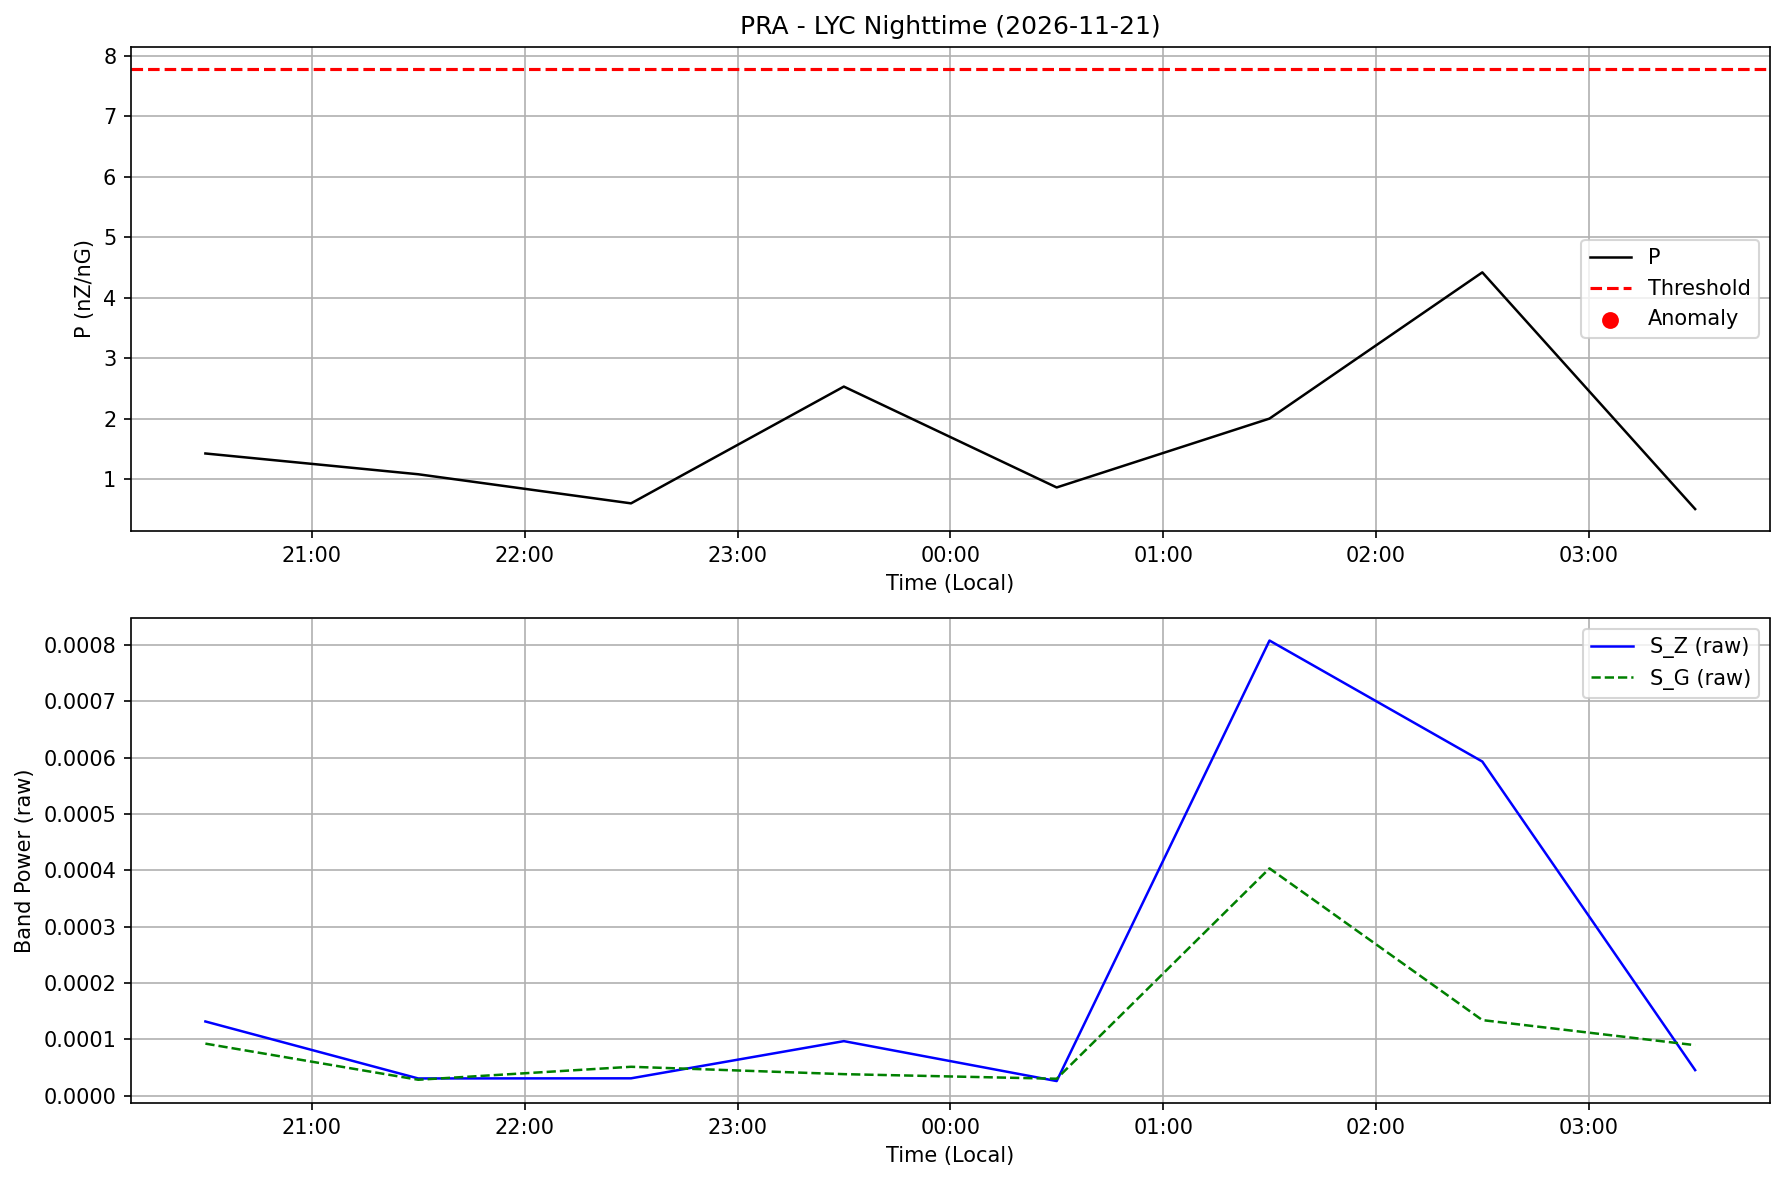 PRA - LYC Nighttime (2026-11-21)
8
7
6
5
4
3
2
1
P (nZ/nG)
P
Threshold
Anomaly
21:00 22:00 23:00 00:00 01:00 02:00 03:00
Time (Local)
0.0008
0.0007
0.0006
0.0005
0.0004
0.0003
0.0002
0.0001
0.0000
Band Power (raw)
S_Z (raw)
S_G (raw)
21:00 22:00 23:00 00:00 01:00 02:00 03:00
Time (Local)